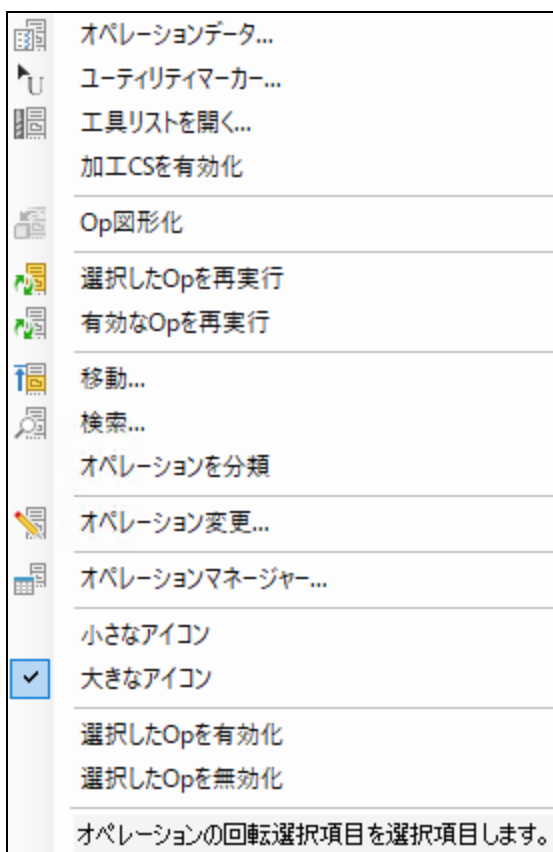 オペレーションデータ...
ユーティリティマーカー...
工具リストを開く...
加工CSを有効化
Op図形化
選択したOpを再実行
有効なOpを再実行
移動...
検索...
オペレーションを分類
オペレーション変更...
オペレーションマネージャー...
小さなアイコン
大きなアイコン
選択したOpを有効化
選択したOpを無効化
オペレーションの回転選択項目を選択項目します。